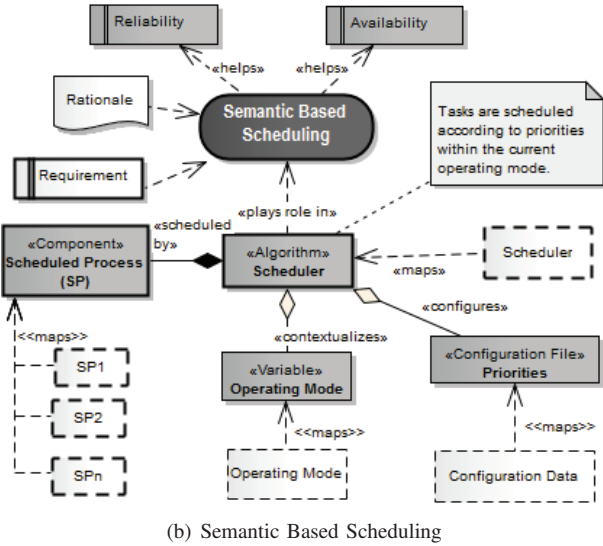 Reliability
Availability
«helps»
«helps»
Rationale
Semantic Based
Scheduling
Tasks are scheduled
according to priorities
within the current
operating mode.
Requirement
«plays role in»
«scheduled
by»
«Component»
Scheduled Process
(SP)
«Algorithm»
Scheduler
Scheduler
«maps»
«configures»
<<maps>>
«contextualizes»
SP1
SP2
SPn
«Variable»
Operating Mode
«Configuration File»
Priorities
<<maps>>
<<maps>>
Operating Mode
Configuration Data
(b) Semantic Based Scheduling